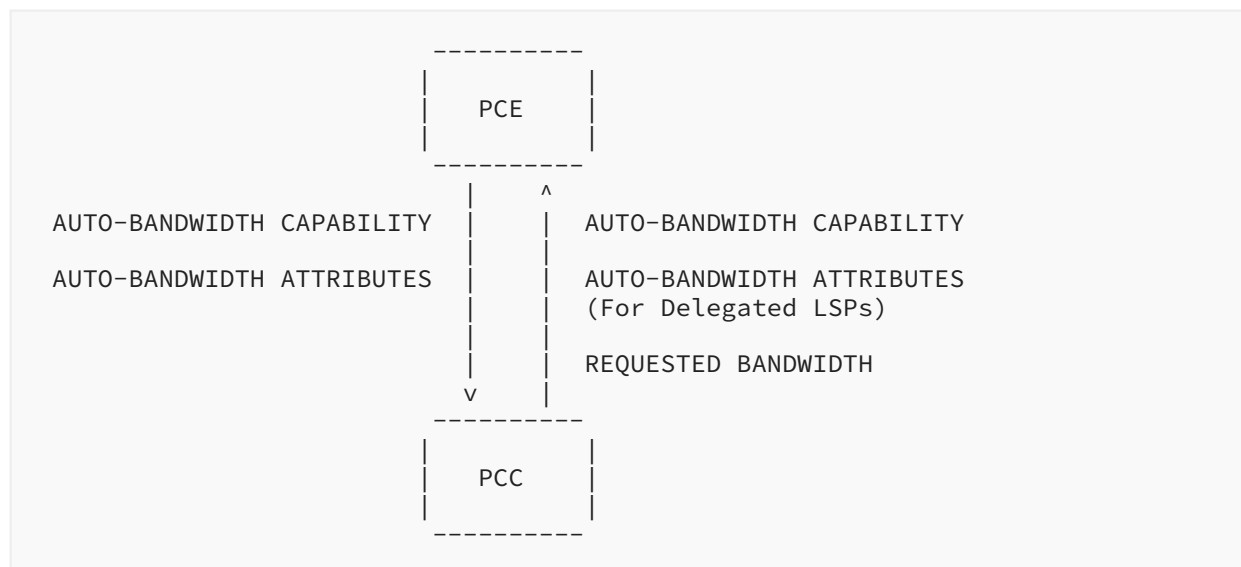 PCE
AUTO-BANDWIDTH CAPABILITY AUTO-BANDWIDTH CAPABILITY
AUTO-BANDWIDTH ATTRIBUTES AUTO-BANDWIDTH ATTRIBUTES
(For Delegated LSPs)
REQUESTED BANDWIDTH
PCC